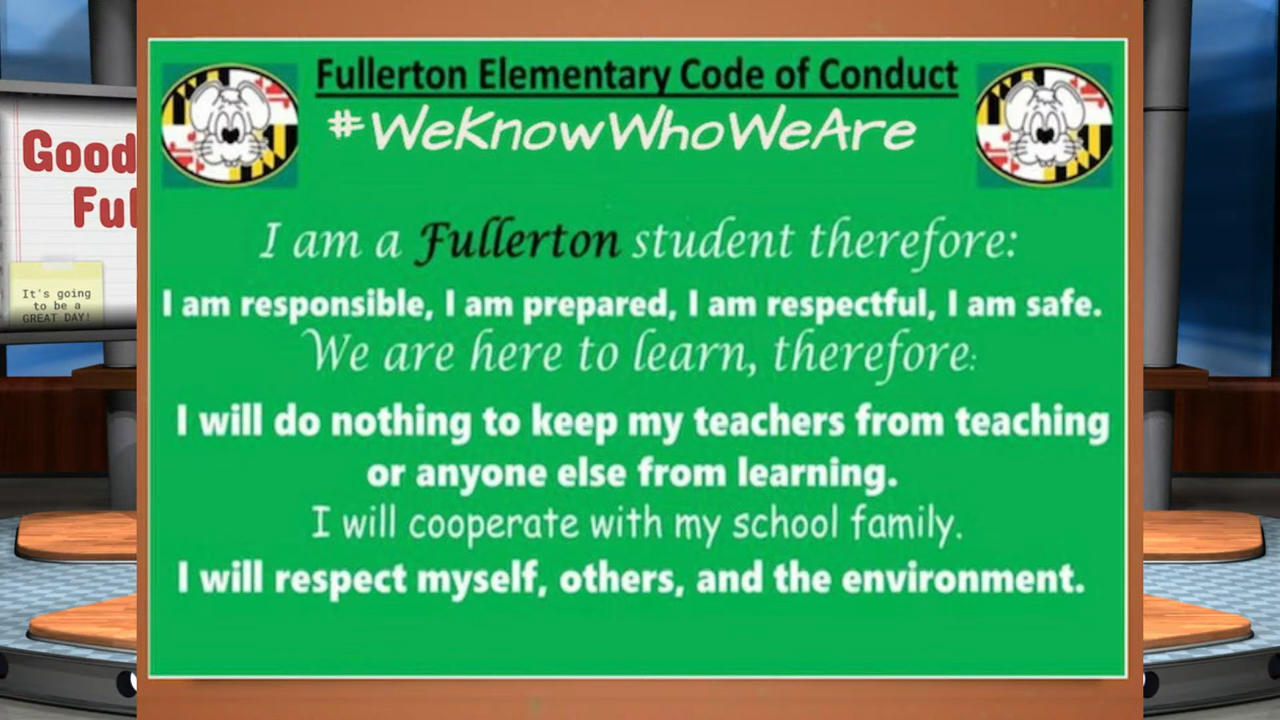 Fullerton Elementary Code of Conduct
#WeKnowWhoWeAre
I am a Fullerton student therefore:
I am responsible, I am prepared, I am respectful, I am safe.
We are here to learn, therefore:
I will do nothing to keep my teachers from teaching
or anyone else from learning.
I will cooperate with my school family.
I will respect myself, others, and the environment.
Good
Ful
It's going
to be a
GREAT DAY!